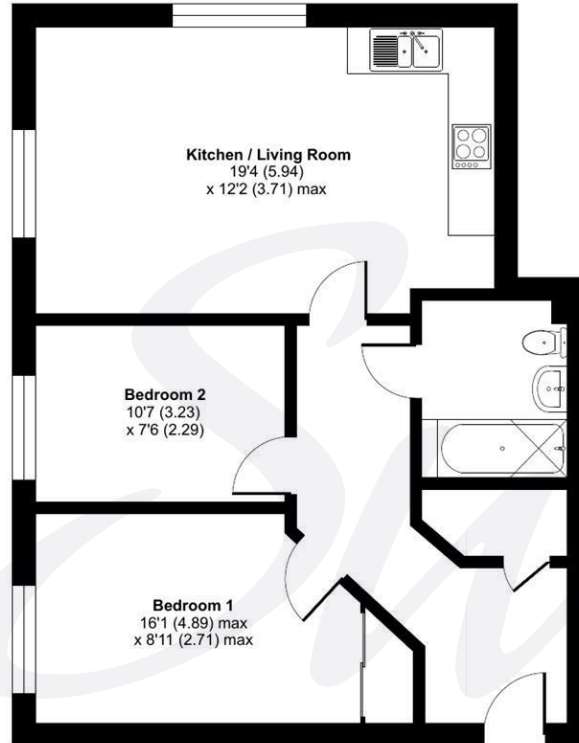 Kitchen / Living Room
19'4 (5.94)
x 12'2 (3.71) max
Bedroom 2
10'7 (3.23)
x 7'6 (2.29)
Bedroom 1
16'1 (4.89) max
x 8'11 (2.71) max